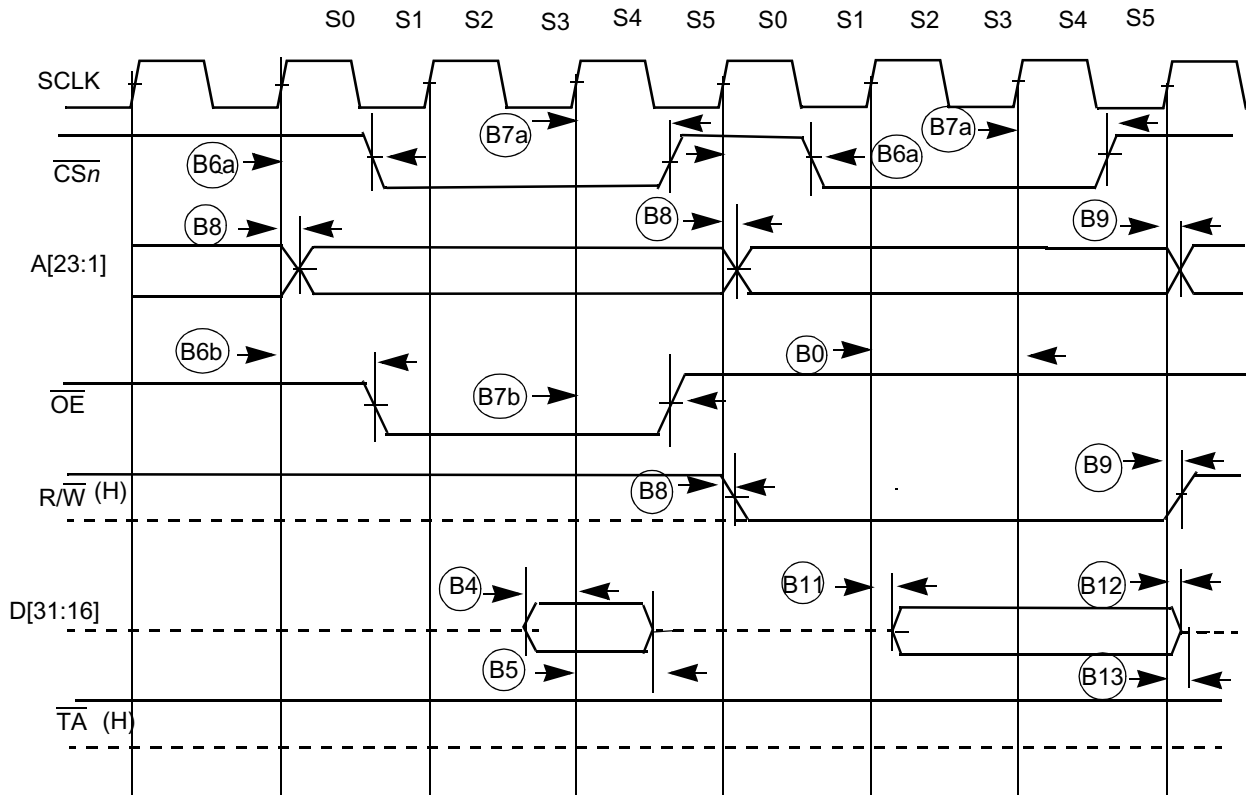 S0 S1 S2 S3 S4 S5 S0 S1 S2 S3 S4 S5
SCLK
B7a B7a
CSn B6a B6a
B8 B8 B9
A[23:1]
B6b B0
OE B7b
R/W (H) B8 B9
B4 B11 B12
D[31:16]
B5 B13
TA (H)